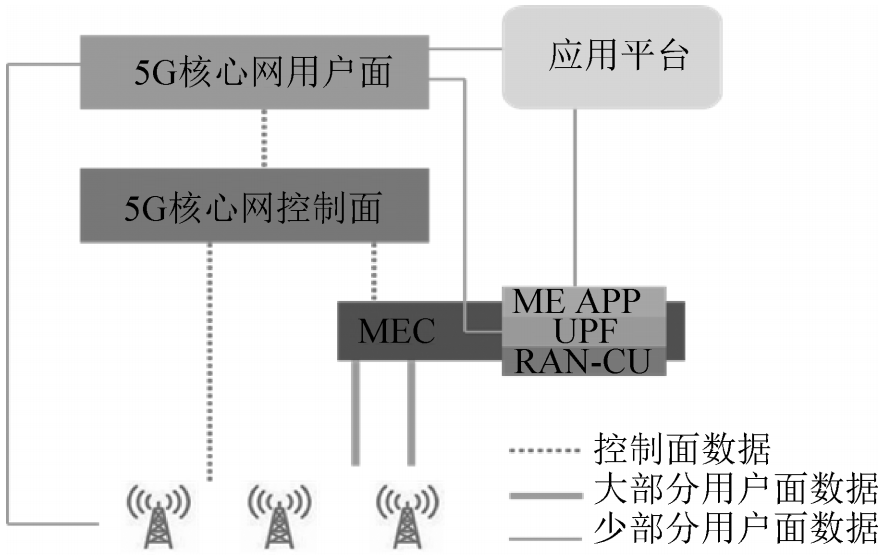 5G核心网用户面
应用平台
5G核心网控制面
ME APP
MEC
UPF
RAN-CU
控制面数据
大部分用户面数据
少部分用户面数据